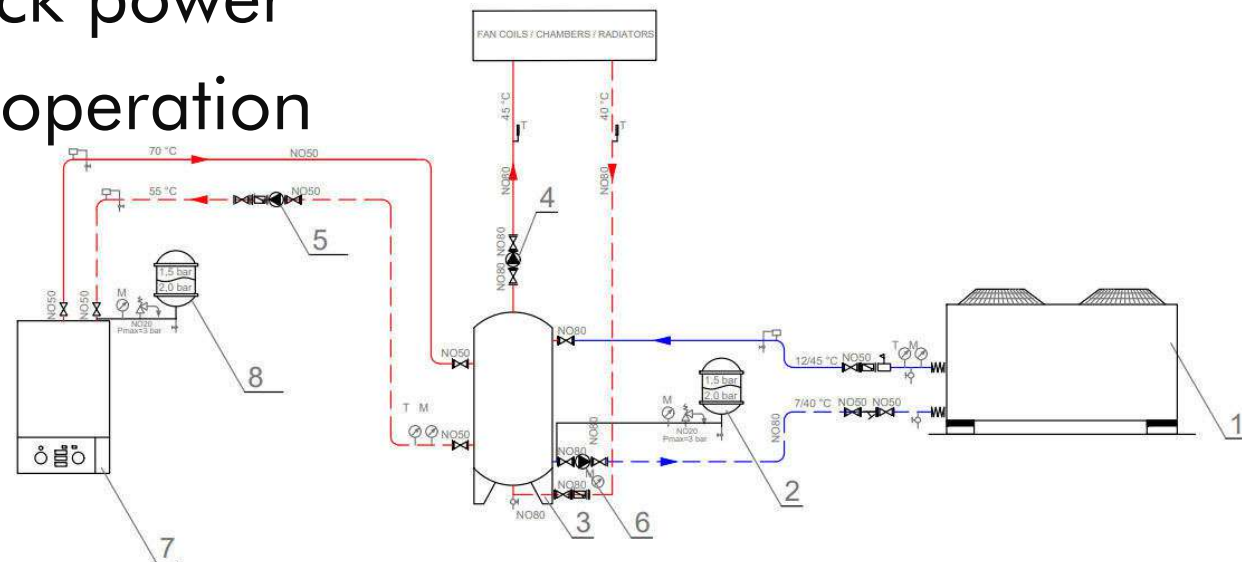 ck power
operation
FAN COILS / CHAMBERS / RADIATORS
45 °C
40 °C
T
T
NO80
NO80
70 °C
NO50
55 °C
NO50
5
4
NO80
NO80
1,5 bar
2,0 bar
M
NO20
Pmax=3 bar
NO50
NO50
8
7
NO50
T M
NO50
NO80
12/45 °C
NO50
T
M
7/40 °C
NO50
NO50
NO80
1
1,5 bar
2,0 bar
M
NO20
Pmax=3 bar
NO80
NO80
M
NO80
NO80
2
3
6